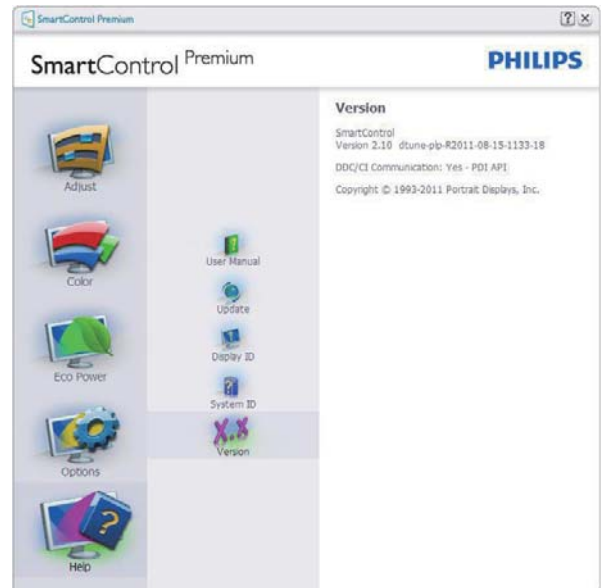 SmartControl Premium
SmartControl Premium
PHILIPS
Adjust
Color
Eco Power
Options
Help
User Manual
Update
Display ID
System ID
X.X
Version
Version
SmartControl
Version 2.10 dtune-plp-R2011-08-15-1133-18
DDC/CI Communication: Yes - PDI API
Copyright © 1993-2011 Portrait Displays, Inc.